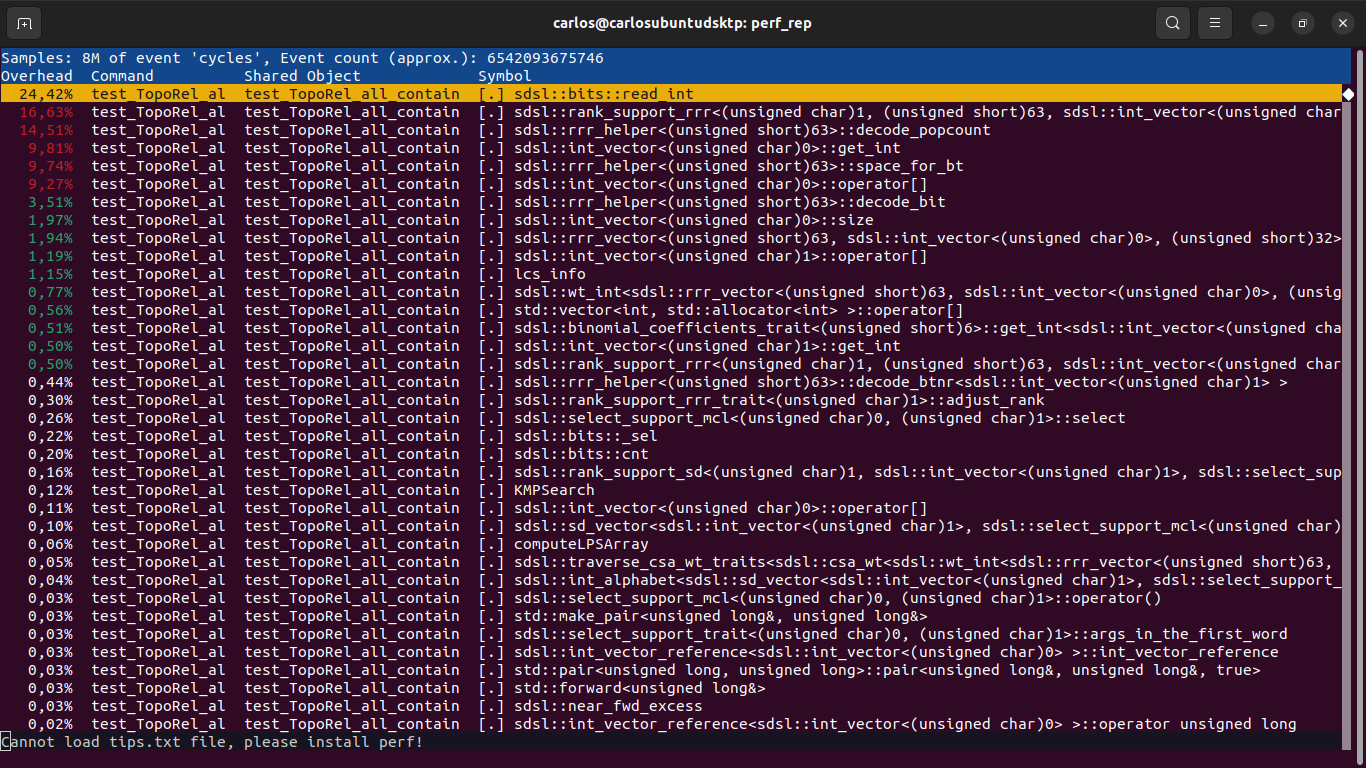 carlos@carlosubuntudsktp: perf_rep
Samples: 8M of event 'cycles', Event count (approx.): 6542093675746
Overhead  Command          Shared Object             Symbol
24,42%  test_TopoRel_al  test_TopoRel_all_contain  [.] sdsl::bits::read_int
16,63%  test_TopoRel_al  test_TopoRel_all_contain  [.] sdsl::rank_support_rrr<(unsigned char)1, (unsigned short)63, sdsl::int_vector<(unsigned char
14,51%  test_TopoRel_al  test_TopoRel_all_contain  [.] sdsl::rrr_helper<(unsigned short)63>::decode_popcount
9,81%  test_TopoRel_al  test_TopoRel_all_contain  [.] sdsl::int_vector<(unsigned char)0>::get_int
9,74%  test_TopoRel_al  test_TopoRel_all_contain  [.] sdsl::rrr_helper<(unsigned short)63>::space_for_bt
9,27%  test_TopoRel_al  test_TopoRel_all_contain  [.] sdsl::int_vector<(unsigned char)0>::operator[]
3,51%  test_TopoRel_al  test_TopoRel_all_contain  [.] sdsl::rrr_helper<(unsigned short)63>::decode_bit
1,97%  test_TopoRel_al  test_TopoRel_all_contain  [.] sdsl::int_vector<(unsigned char)0>::size
1,94%  test_TopoRel_al  test_TopoRel_all_contain  [.] sdsl::rrr_vector<(unsigned short)63, sdsl::int_vector<(unsigned char)0>, (unsigned short)32>
1,19%  test_TopoRel_al  test_TopoRel_all_contain  [.] sdsl::int_vector<(unsigned char)1>::operator[]
1,15%  test_TopoRel_al  test_TopoRel_all_contain  [.] lcs_info
0,77%  test_TopoRel_al  test_TopoRel_all_contain  [.] sdsl::wt_int<sdsl::rrr_vector<(unsigned short)63, sdsl::int_vector<(unsigned char)0>, (unsig
0,56%  test_TopoRel_al  test_TopoRel_all_contain  [.] std::vector<int, std::allocator<int> >::operator[]
0,51%  test_TopoRel_al  test_TopoRel_all_contain  [.] sdsl::binomial_coefficients_trait<(unsigned short)6>::get_int<sdsl::int_vector<(unsigned cha
0,50%  test_TopoRel_al  test_TopoRel_all_contain  [.] sdsl::int_vector<(unsigned char)1>::get_int
0,50%  test_TopoRel_al  test_TopoRel_all_contain  [.] sdsl::rank_support_rrr<(unsigned char)1, (unsigned short)63, sdsl::int_vector<(unsigned char
0,44%  test_TopoRel_al  test_TopoRel_all_contain  [.] sdsl::rrr_helper<(unsigned short)63>::decode_btnr<sdsl::int_vector<(unsigned char)1> >
0,30%  test_TopoRel_al  test_TopoRel_all_contain  [.] sdsl::rank_support_rrr_trait<(unsigned char)1>::adjust_rank
0,26%  test_TopoRel_al  test_TopoRel_all_contain  [.] sdsl::select_support_mcl<(unsigned char)0, (unsigned char)1>::select
0,22%  test_TopoRel_al  test_TopoRel_all_contain  [.] sdsl::bits::_sel
0,20%  test_TopoRel_al  test_TopoRel_all_contain  [.] sdsl::bits::cnt
0,16%  test_TopoRel_al  test_TopoRel_all_contain  [.] sdsl::rank_support_sd<(unsigned char)1, sdsl::int_vector<(unsigned char)1>, sdsl::select_sup
0,12%  test_TopoRel_al  test_TopoRel_all_contain  [.] KMPSearch
0,11%  test_TopoRel_al  test_TopoRel_all_contain  [.] sdsl::int_vector<(unsigned char)0>::operator[]
0,10%  test_TopoRel_al  test_TopoRel_all_contain  [.] sdsl::sd_vector<sdsl::int_vector<(unsigned char)1>, sdsl::select_support_mcl<(unsigned char)
0,06%  test_TopoRel_al  test_TopoRel_all_contain  [.] computeLPSArray
0,05%  test_TopoRel_al  test_TopoRel_all_contain  [.] sdsl::traverse_csa_wt_traits<sdsl::csa_wt<sdsl::wt_int<sdsl::rrr_vector<(unsigned short)63,
0,04%  test_TopoRel_al  test_TopoRel_all_contain  [.] sdsl::int_alphabet<sdsl::sd_vector<sdsl::int_vector<(unsigned char)1>, sdsl::select_support_
0,03%  test_TopoRel_al  test_TopoRel_all_contain  [.] sdsl::select_support_mcl<(unsigned char)0, (unsigned char)1>::operator()
0,03%  test_TopoRel_al  test_TopoRel_all_contain  [.] std::make_pair<unsigned long&, unsigned long&>
0,03%  test_TopoRel_al  test_TopoRel_all_contain  [.] sdsl::select_support_trait<(unsigned char)0, (unsigned char)1>::args_in_the_first_word
0,03%  test_TopoRel_al  test_TopoRel_all_contain  [.] sdsl::int_vector_reference<sdsl::int_vector<(unsigned char)0> >::int_vector_reference
0,03%  test_TopoRel_al  test_TopoRel_all_contain  [.] std::pair<unsigned long, unsigned long>::pair<unsigned long&, unsigned long&, true>
0,03%  test_TopoRel_al  test_TopoRel_all_contain  [.] std::forward<unsigned long&>
0,03%  test_TopoRel_al  test_TopoRel_all_contain  [.] sdsl::near_fwd_excess
0,02%  test_TopoRel_al  test_TopoRel_all_contain  [.] sdsl::int_vector_reference<sdsl::int_vector<(unsigned char)0> >::operator unsigned long
Cannot load tips.txt file, please install perf!